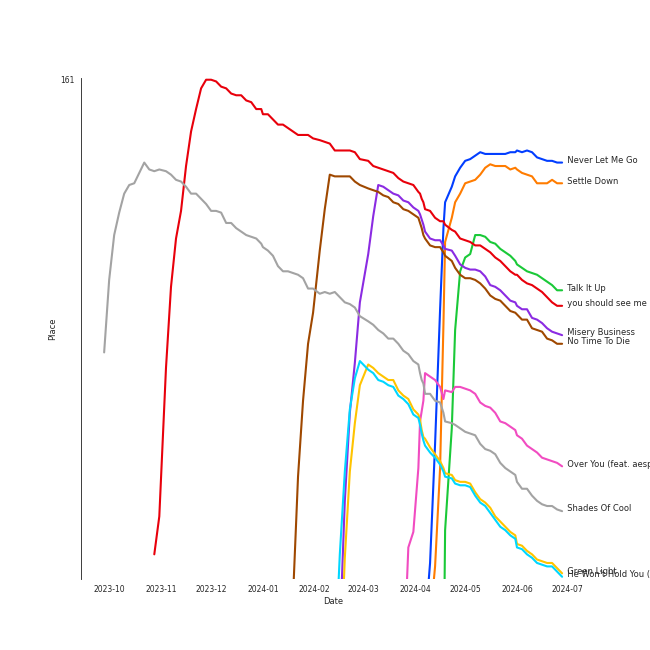 161
Never Let Me Go
Settle Down
Talk It Up
you should see me
Misery Business
No Time To Die
Over You (feat. aesp
Shades Of Cool
Green Light
He Won't Hold You (
Place
2023-10 2023-11 2023-12 2024-01 2024-02 2024-03 2024-04 2024-05 2024-06 2024-07
Date